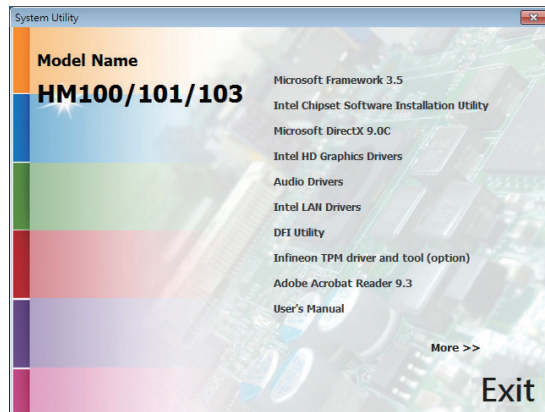 System Utility
Model Name
HM100/101/103
Microsoft Framework 3.5
Intel Chipset Software Installation Utility
Microsoft DirectX 9.0C
Intel HD Graphics Drivers
Audio Drivers
Intel LAN Drivers
DFI Utility
Infineon TPM driver and tool (option)
Adobe Acrobat Reader 9.3
User's Manual
More >>
Exit